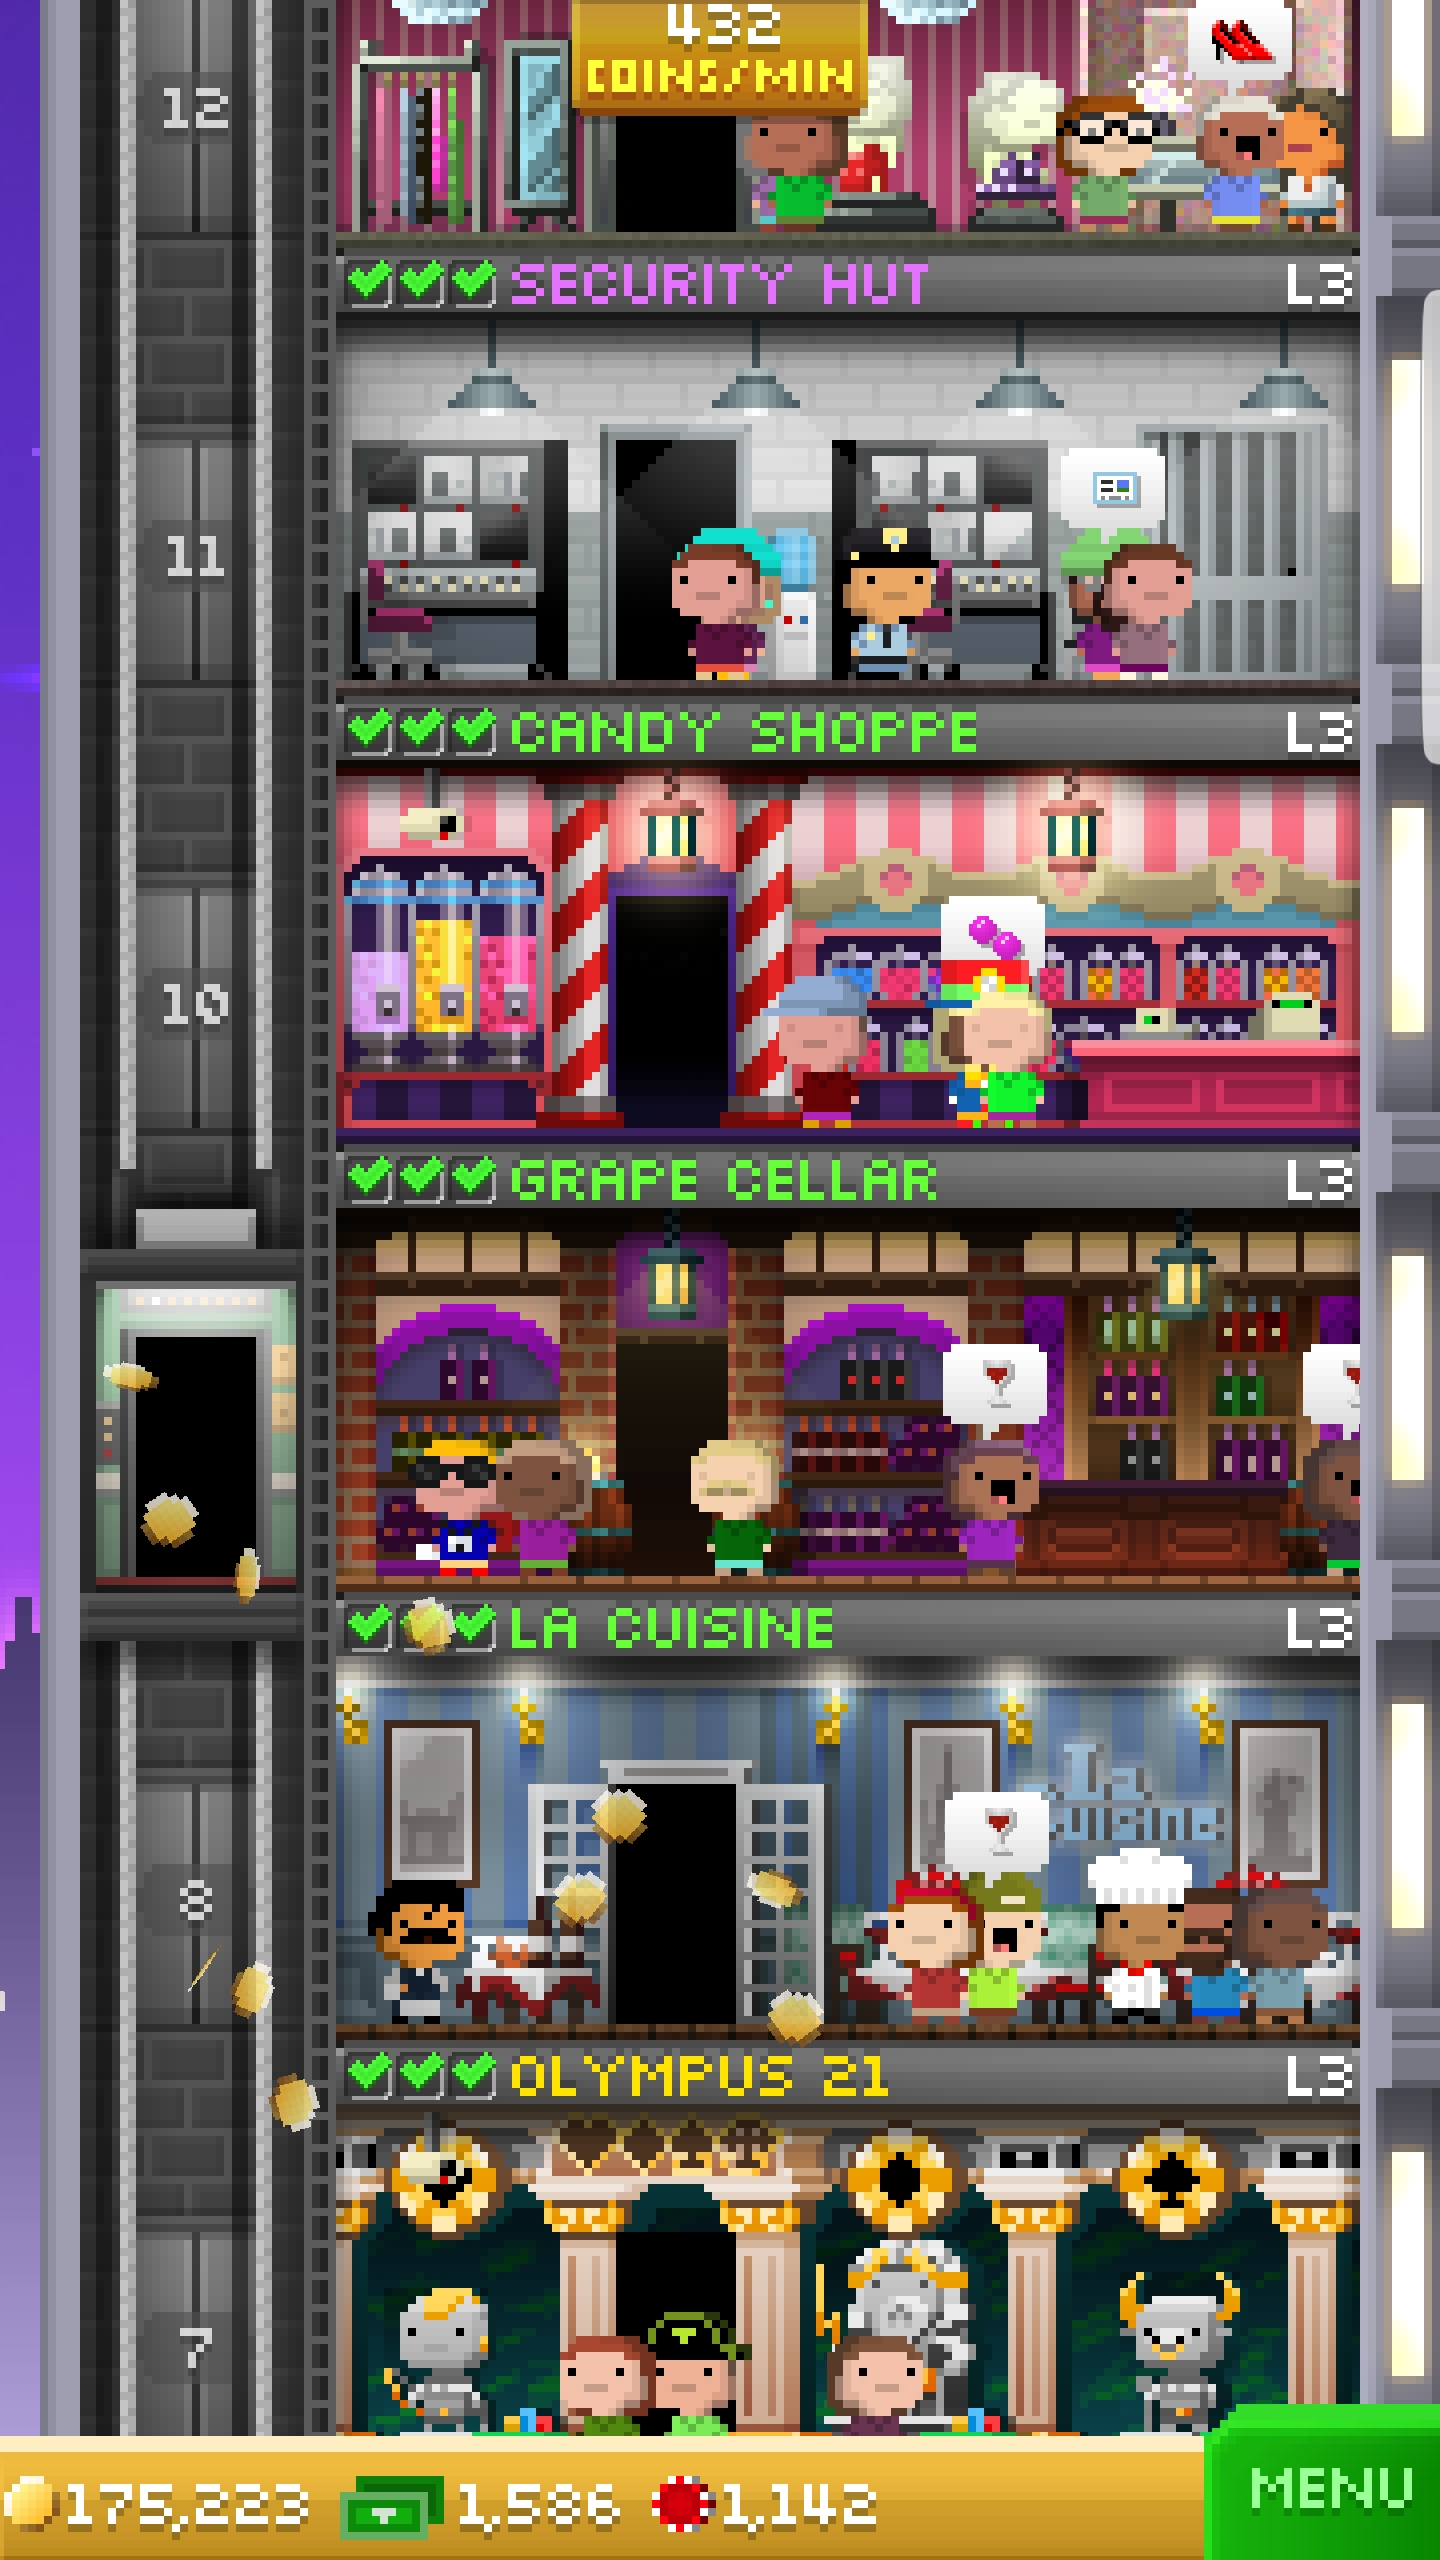 432
COINS/MIN
12
SECURITY HUT L3
11
CANDY SHOPPE L3
10
GRAPE CELLAR L3
LA CUISINE L3
La
Cuisine
8
OLYMPUS 21 L3
7
175,223 1,586 1,142 MENU